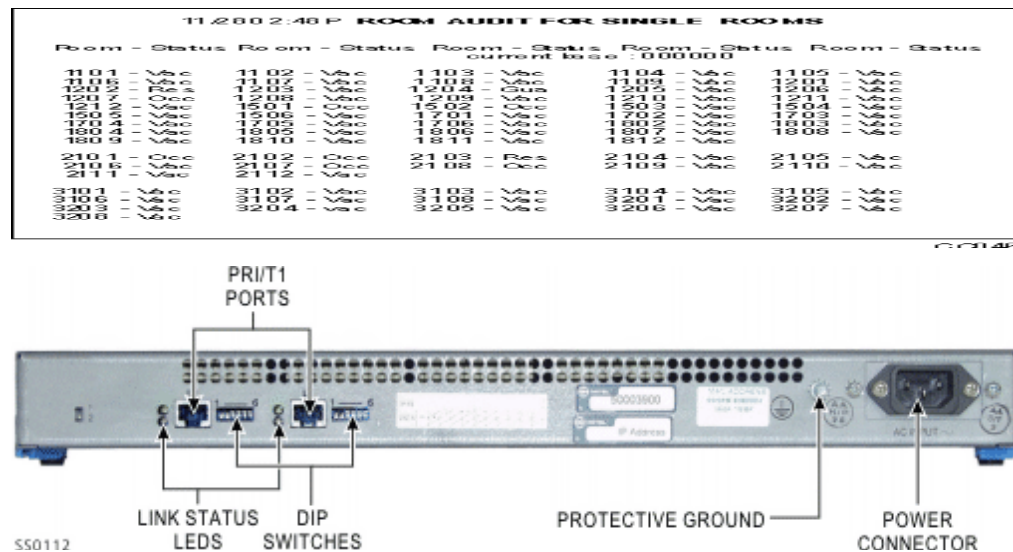 11/28 0 2:48 P ROOM AUDIT FOR SINGLE ROOMS
Room - Status Room - Status Room - Status Room - Status Room - Status
current base : 000000
1101 - Vac 1102 - Vac 1103 - Vac 1104 - Vac 1105 - Vac
1106 - Vac 1107 - Vac 1108 - Vac 1109 - Vac 1201 - Vac
1202 - Res 1203 - Vac 1204 - Gua 1205 - Vac 1206 - Vac
1207 - Occ 1208 - Vac 1209 - Vac 1210 - Vac 1211 - Vac
1212 - Vac 1501 - Occ 1502 - Occ 1503 - Vac 1504 - Vac
1505 - Vac 1506 - Vac 1701 - Vac 1702 - Vac 1703 - Vac
1704 - Vac 1705 - Vac 1706 - Vac 1802 - Vac 1803 - Vac
1804 - Vac 1805 - Vac 1806 - Vac 1807 - Vac 1808 - Vac
1809 - Vac 1810 - Vac 1811 - Vac 1812 - Vac
2101 - Occ 2102 - Occ 2103 - Res 2104 - Vac 2105 - Vac
2106 - Vac 2107 - Occ 2108 - Occ 2109 - Vac 2110 - Vac
2111 - Vac 2112 - Vac
3101 - Vac 3102 - Vac 3103 - Vac 3104 - Vac 3105 - Vac
3106 - Vac 3107 - Vac 3108 - Vac 3201 - Vac 3202 - Vac
3203 - Vac 3204 - Vac 3205 - Vac 3206 - Vac 3207 - Vac
3208 - Vac
PRI/T1
PORTS
1 6 1 6
50003900
MAC ADDRESS
IP Address
AC INPUT
LINK STATUS
LEDS
DIP
SWITCHES
PROTECTIVE GROUND
POWER
CONNECTOR
SS0112